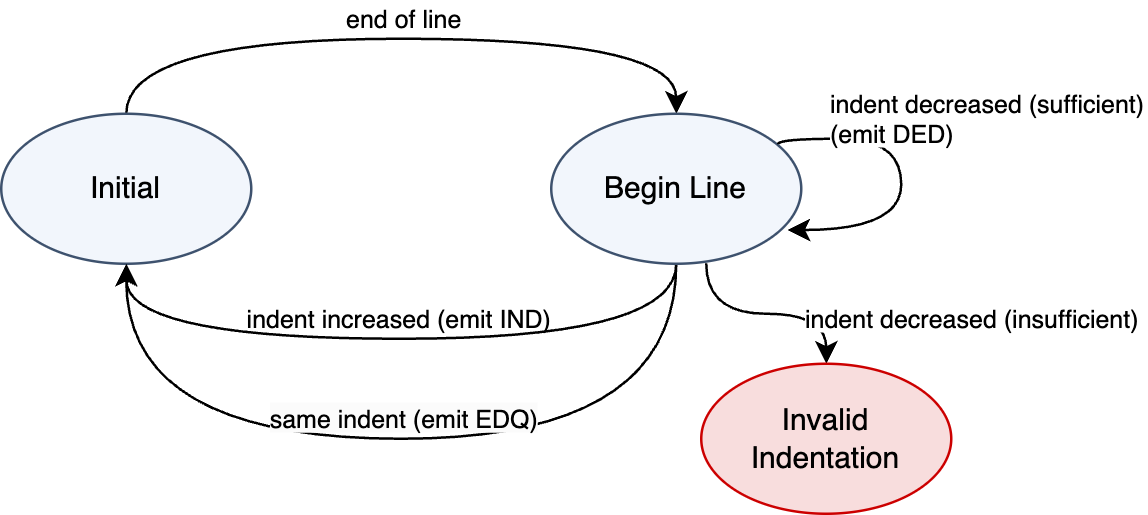 end of line
indent decreased (sufficient)
(emit DED)
Initial
Begin Line
indent increased (emit IND)
indent decreased (insufficient)
same indent (emit EDQ)
Invalid
Indentation